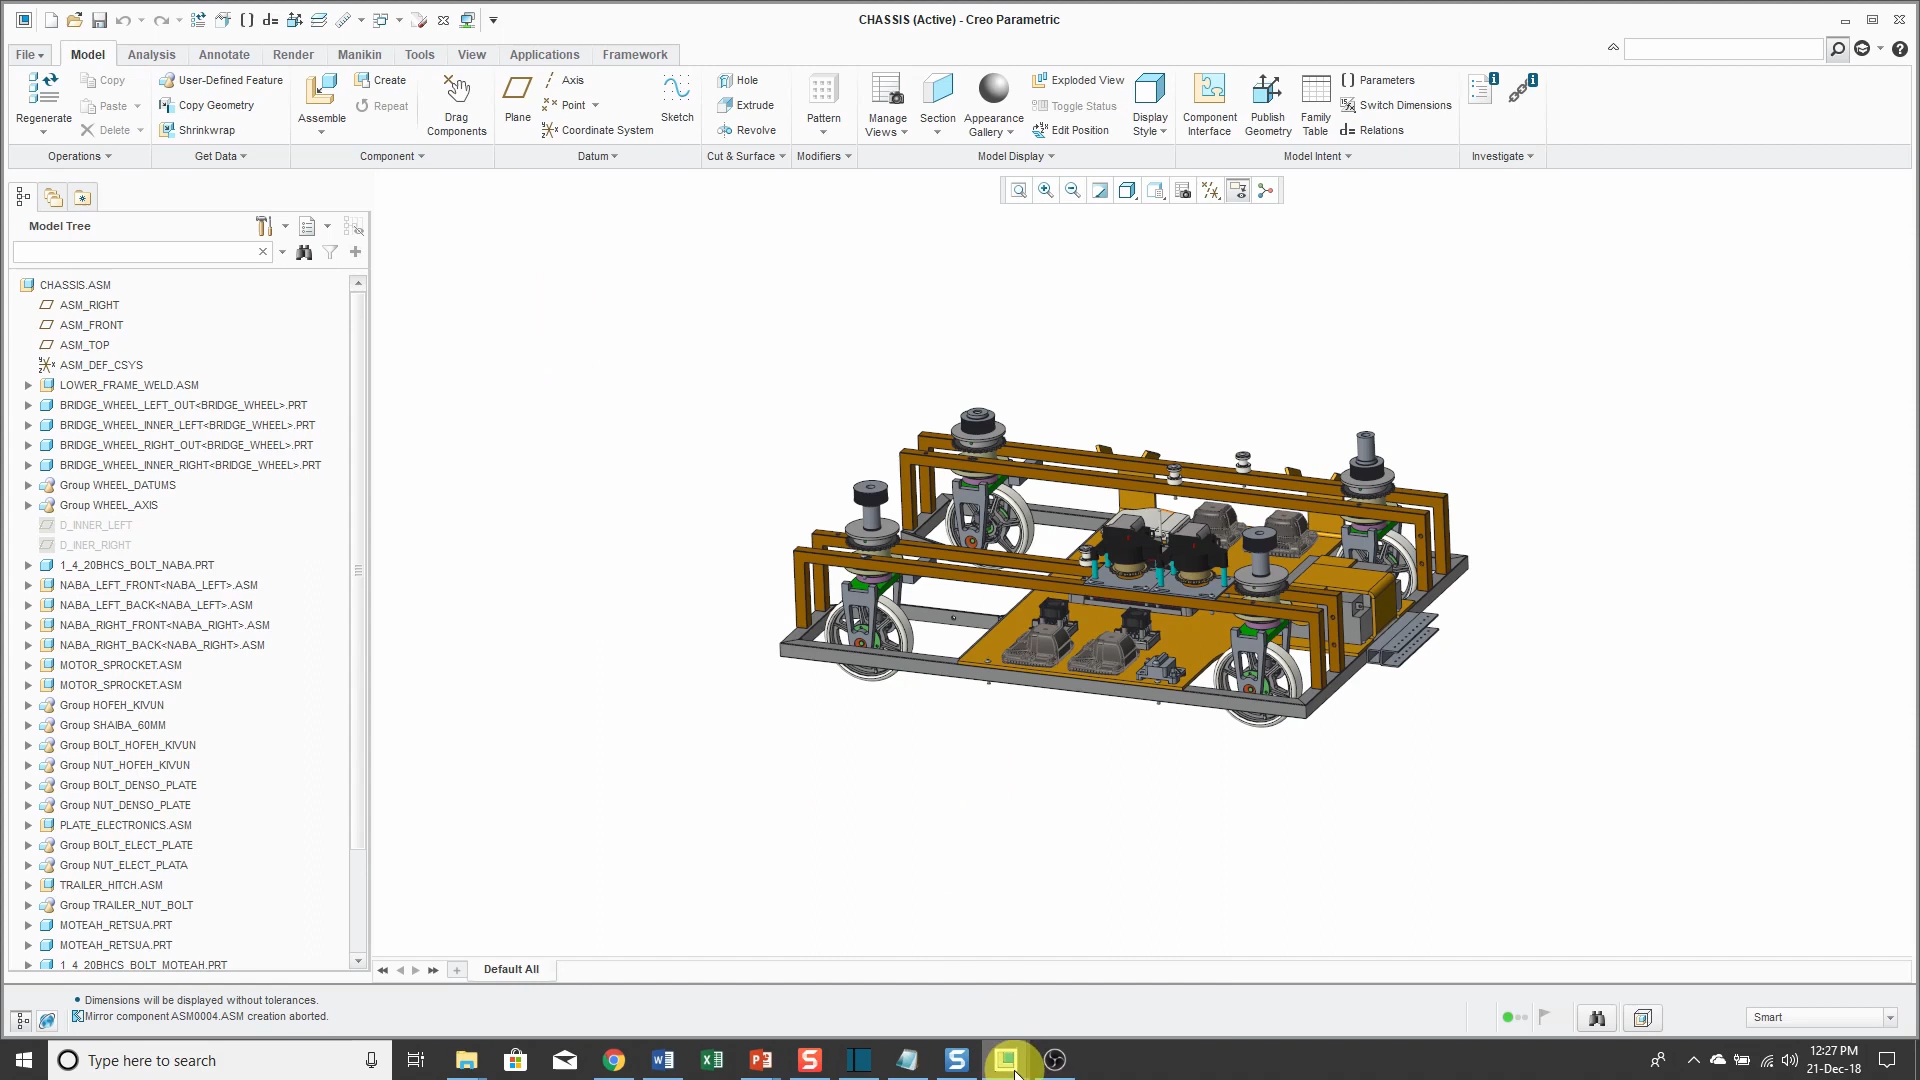 CHASSIS (Active) - Creo Parametric
File Model Analysis Annotate Render Manikin Tools View Applications Framework
Regenerate
Copy
Paste
Delete
User-Defined Feature
Copy Geometry
Shrinkwrap
Assemble
Create
Repeat
Drag Components
Plane
Axis
Point
Coordinate System
Sketch
Hole
Extrude
Revolve
Pattern
Manage Views
Section
Appearance Gallery
Exploded View
Toggle Status
Edit Position
Display Style
Component Interface
Publish Geometry
Family Table
Parameters
Switch Dimensions
d= Relations
Operations Get Data Component Datum Cut & Surface Modifiers Model Display Model Intent Investigate
Model Tree
CHASSIS.ASM
ASM_RIGHT
ASM_FRONT
ASM_TOP
ASM_DEF_CSYS
LOWER_FRAME_WELD.ASM
BRIDGE_WHEEL_LEFT_OUT<BRIDGE_WHEEL>.PRT
BRIDGE_WHEEL_INNER_LEFT<BRIDGE_WHEEL>.PRT
BRIDGE_WHEEL_RIGHT_OUT<BRIDGE_WHEEL>.PRT
BRIDGE_WHEEL_INNER_RIGHT<BRIDGE_WHEEL>.PRT
Group WHEEL_DATUMS
Group WHEEL_AXIS
D_INNER_LEFT
D_INER_RIGHT
1_4_20BHCS_BOLT_NABA.PRT
NABA_LEFT_FRONT<NABA_LEFT>.ASM
NABA_LEFT_BACK<NABA_LEFT>.ASM
NABA_RIGHT_FRONT<NABA_RIGHT>.ASM
NABA_RIGHT_BACK<NABA_RIGHT>.ASM
MOTOR_SPROCKET.ASM
MOTOR_SPROCKET.ASM
Group HOFEH_KIVUN
Group SHAIBA_60MM
Group BOLT_HOFEH_KIVUN
Group NUT_HOFEH_KIVUN
Group BOLT_DENSO_PLATE
Group NUT_DENSO_PLATE
PLATE_ELECTRONICS.ASM
Group BOLT_ELECT_PLATE
Group NUT_ELECT_PLATA
TRAILER_HITCH.ASM
Group TRAILER_NUT_BOLT
MOTEAH_RETSUA.PRT
MOTEAH_RETSUA.PRT
1_4_20BHCS_BOLT_MOTEAH.PRT
Default All
Dimensions will be displayed without tolerances.
Mirror component ASM0004.ASM creation aborted.
Smart
Type here to search
12:27 PM
21-Dec-18